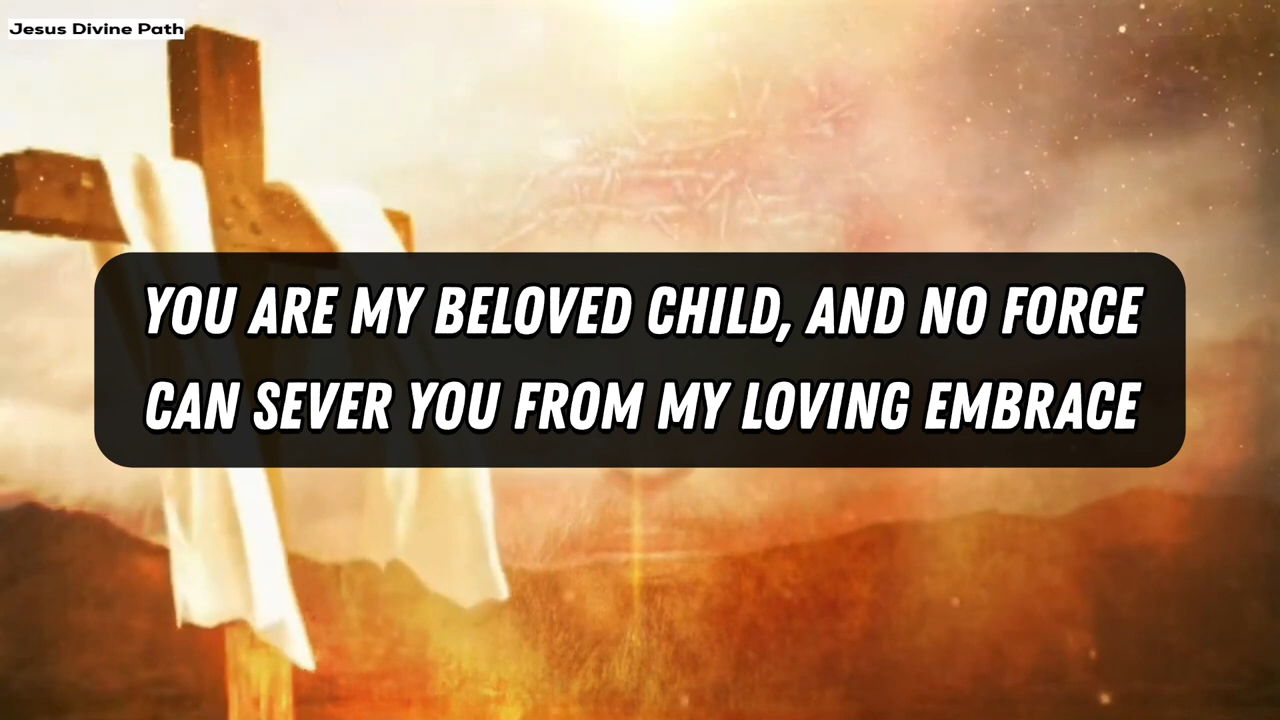 Jesus Divine Path
YOU ARE MY BELOVED CHILD, AND NO FORCE
CAN SEVER YOU FROM MY LOVING EMBRACE